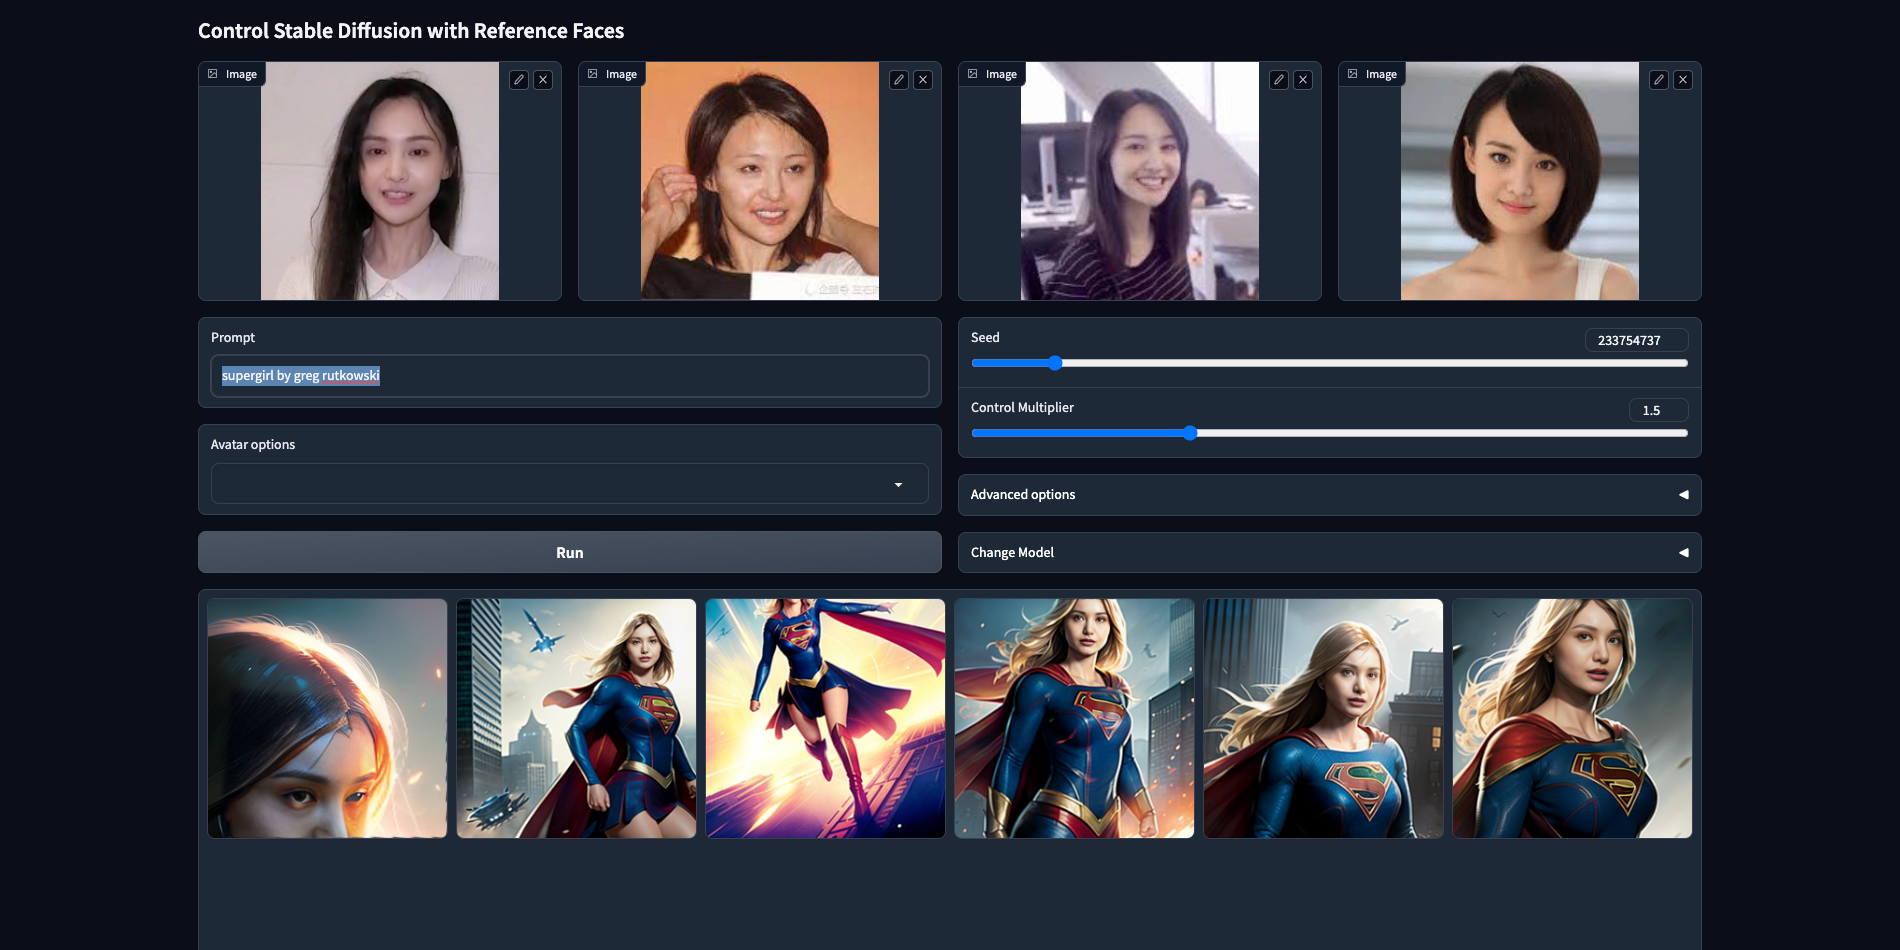 Control Stable Diffusion with Reference Faces
Image
Image
Image
Image
Prompt
supergirl by greg rutkowski
Seed
233754737
Control Multiplier
1.5
Avatar options
Advanced options
Run
Change Model